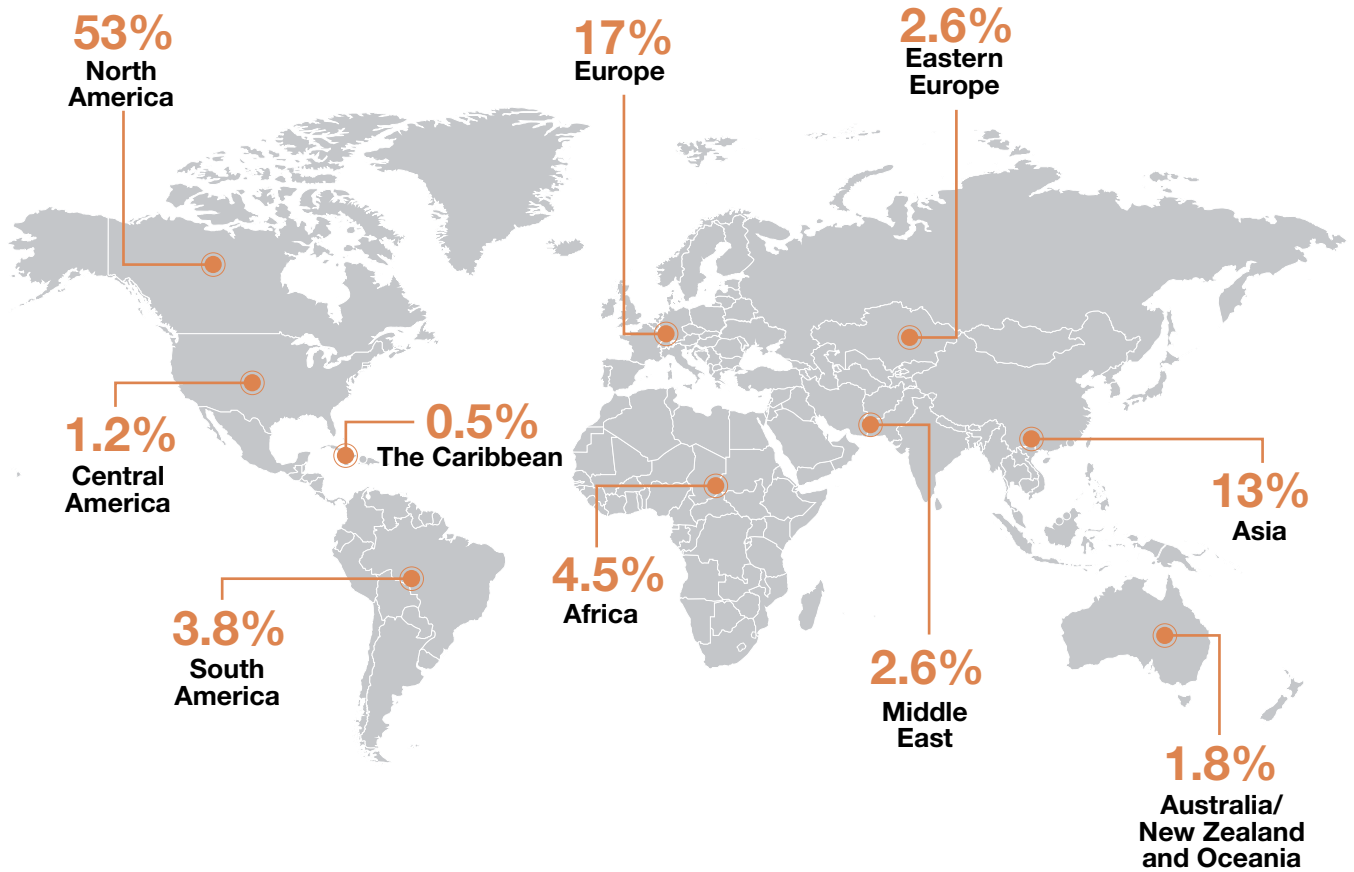 53%
North
America
17%
Europe
2.6%
Eastern
Europe
1.2%
Central
America
0.5%
The Caribbean
13%
Asia
4.5%
Africa
3.8%
South
America
2.6%
Middle
East
1.8%
Australia/
New Zealand
and Oceania